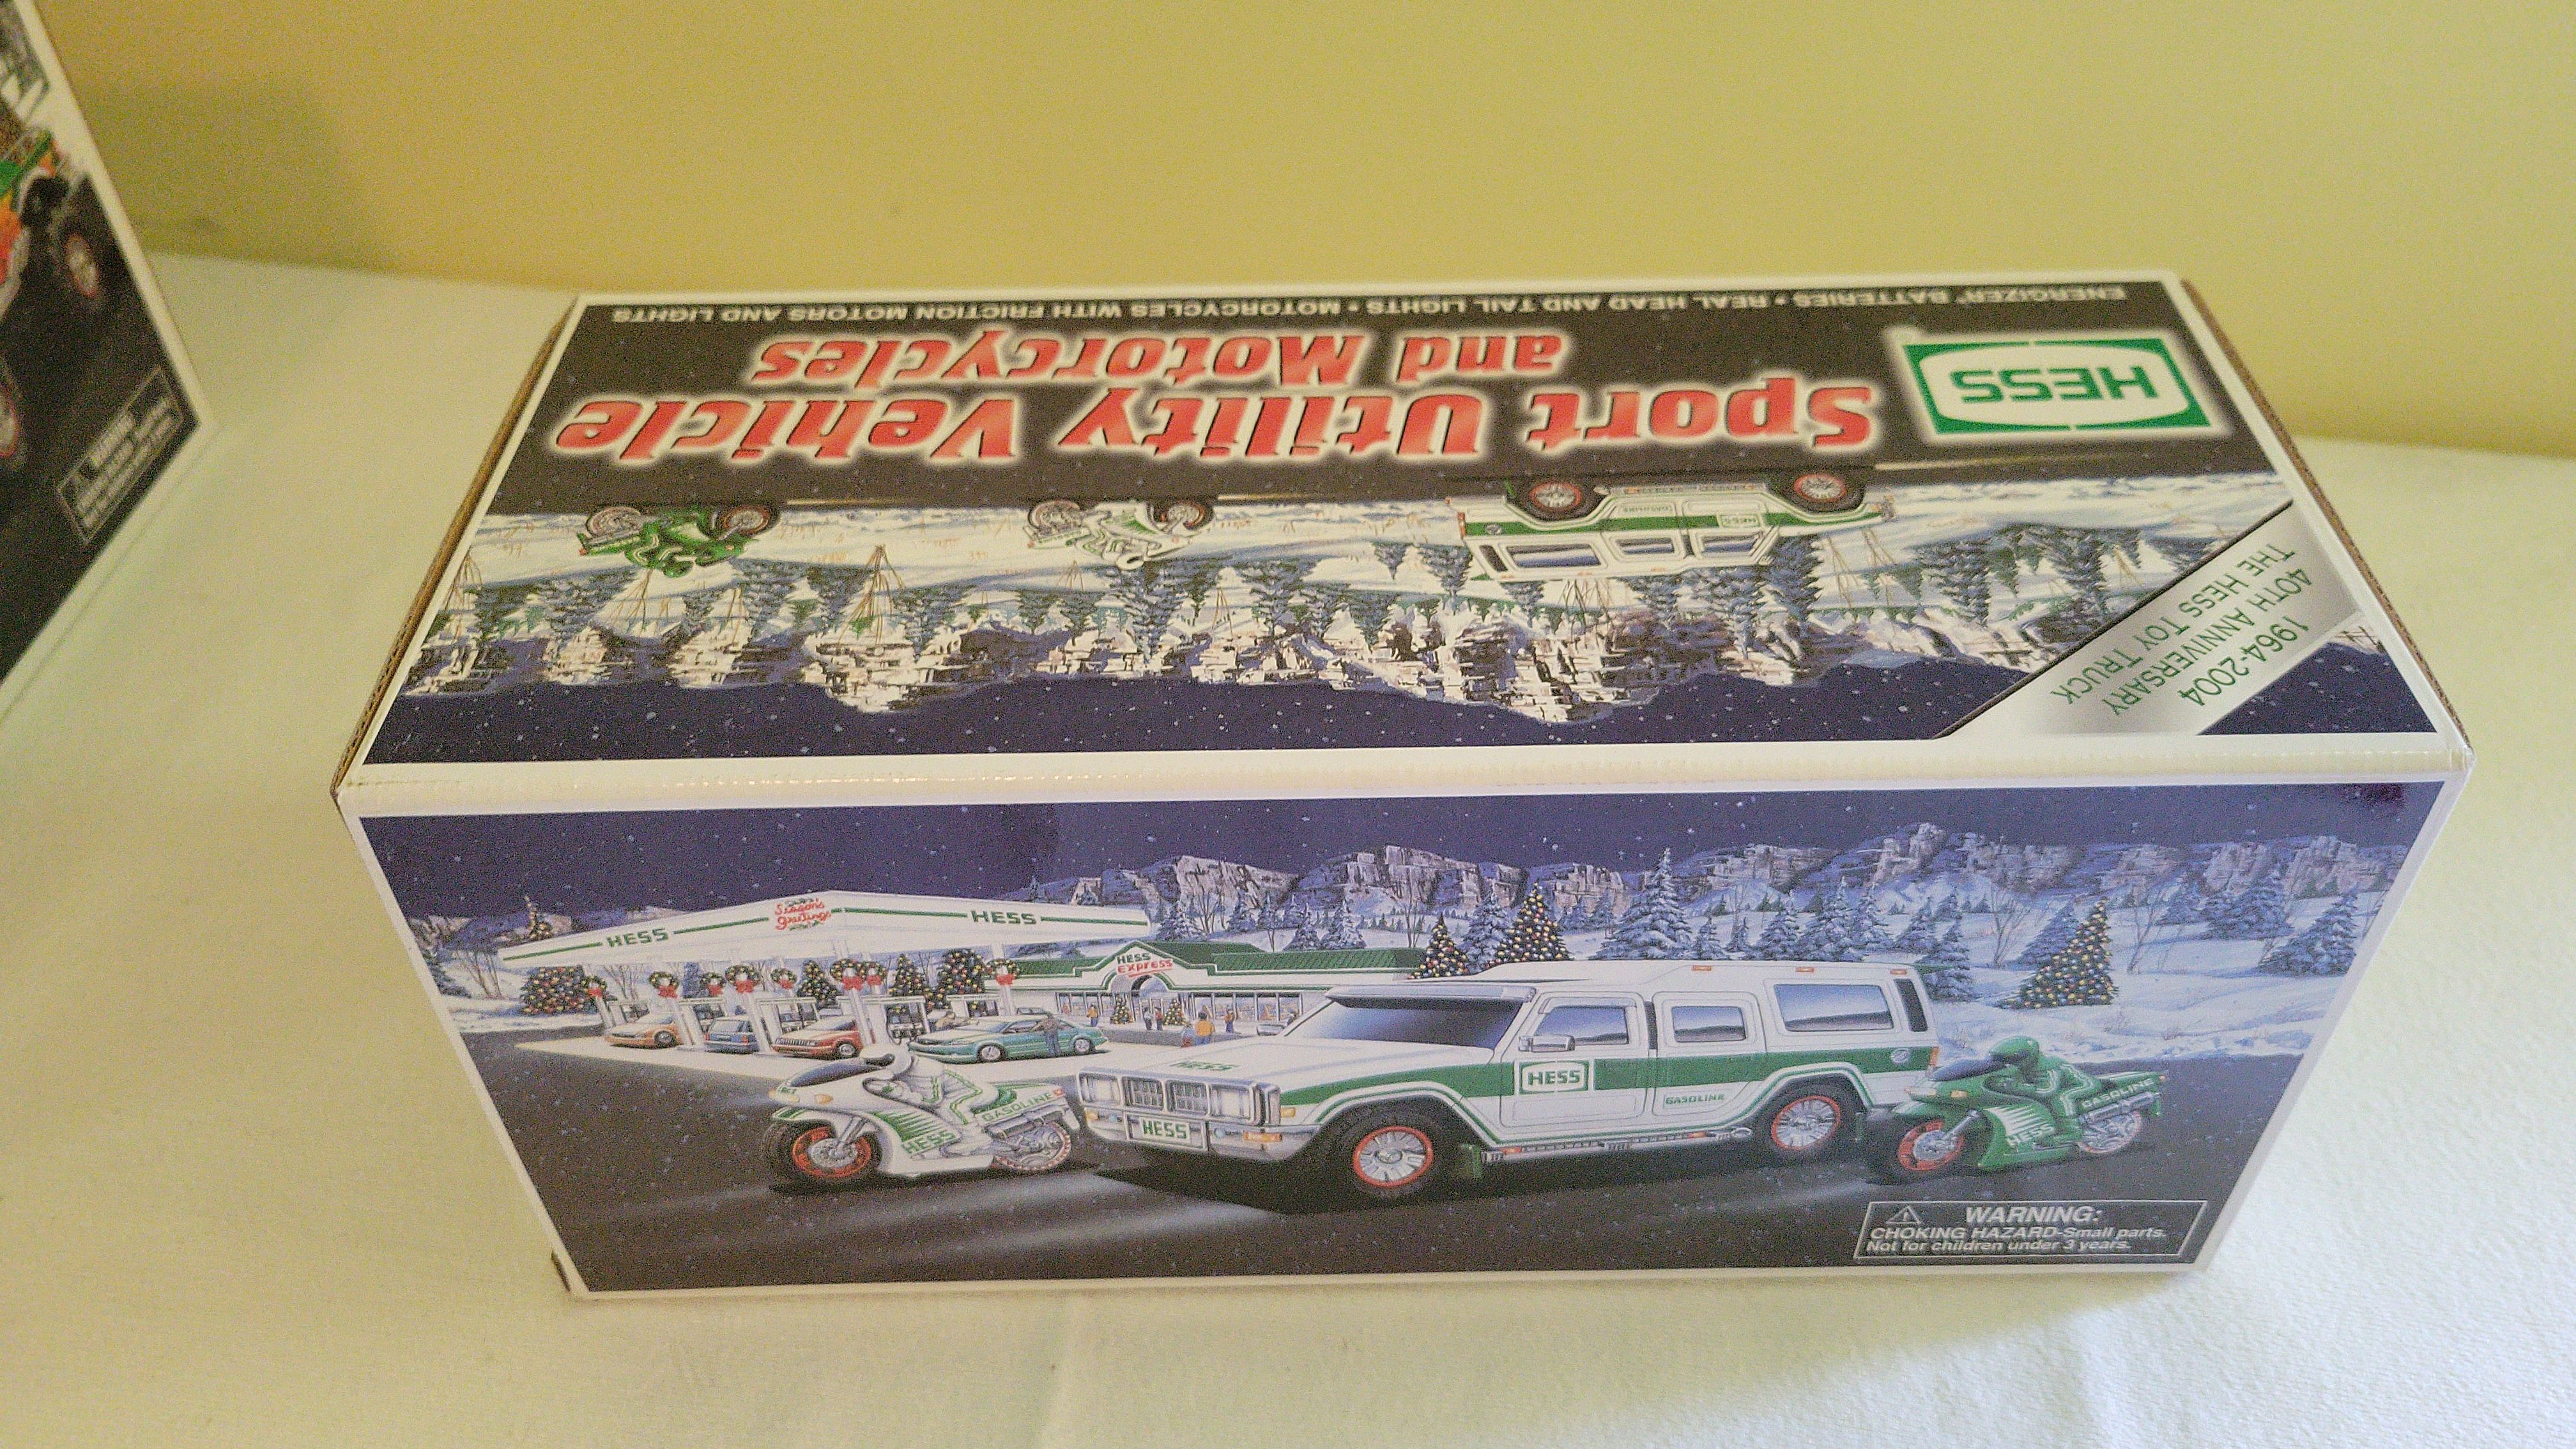 ENERGIZER® BATTERIES • REAL HEAD AND TAIL LIGHTS • MOTORCYCLES WITH FRICTION MOTORS AND LIGHTS
HESS
Sport Utility Vehicle
and Motorcycles
HESS
GASOLINE
1964-2004
40TH ANNIVERSARY
THE HESS TOY TRUCK
HESS
Season's
Greetings
HESS
HESS
EXPRESS
HESS
HESS
GASOLINE
HESS
HESS
GASOLINE
HESS
GASOLINE
WARNING:
CHOKING HAZARD-Small parts.
Not for children under 3 years.
WARNING: